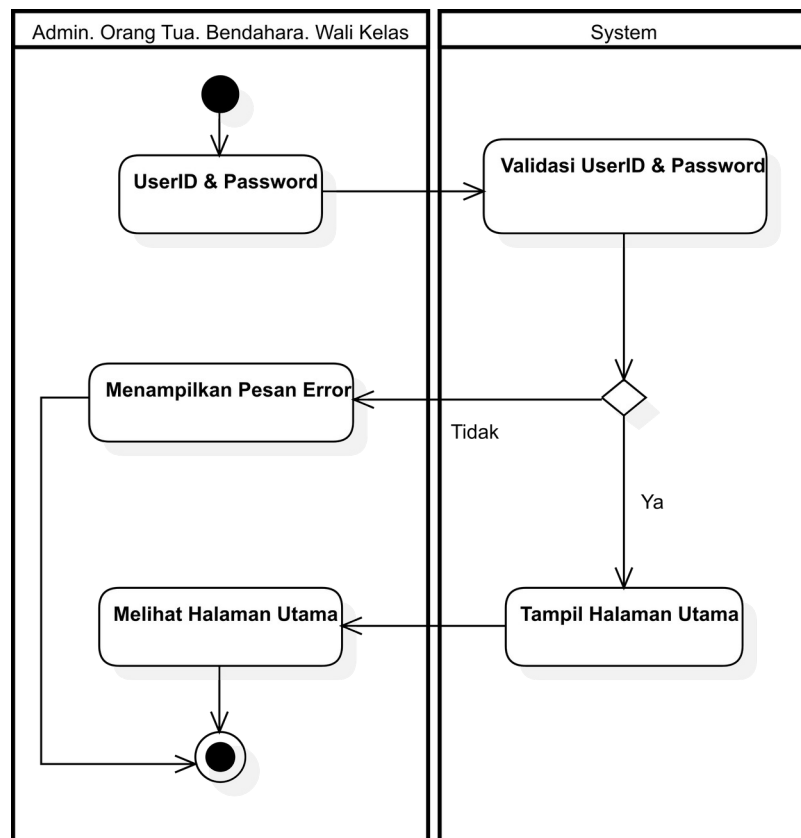 Admin. Orang Tua. Bendahara. Wali Kelas
System
UserID & Password
Validasi UserID & Password
Menampilkan Pesan Error
Tidak
Ya
Melihat Halaman Utama
Tampil Halaman Utama